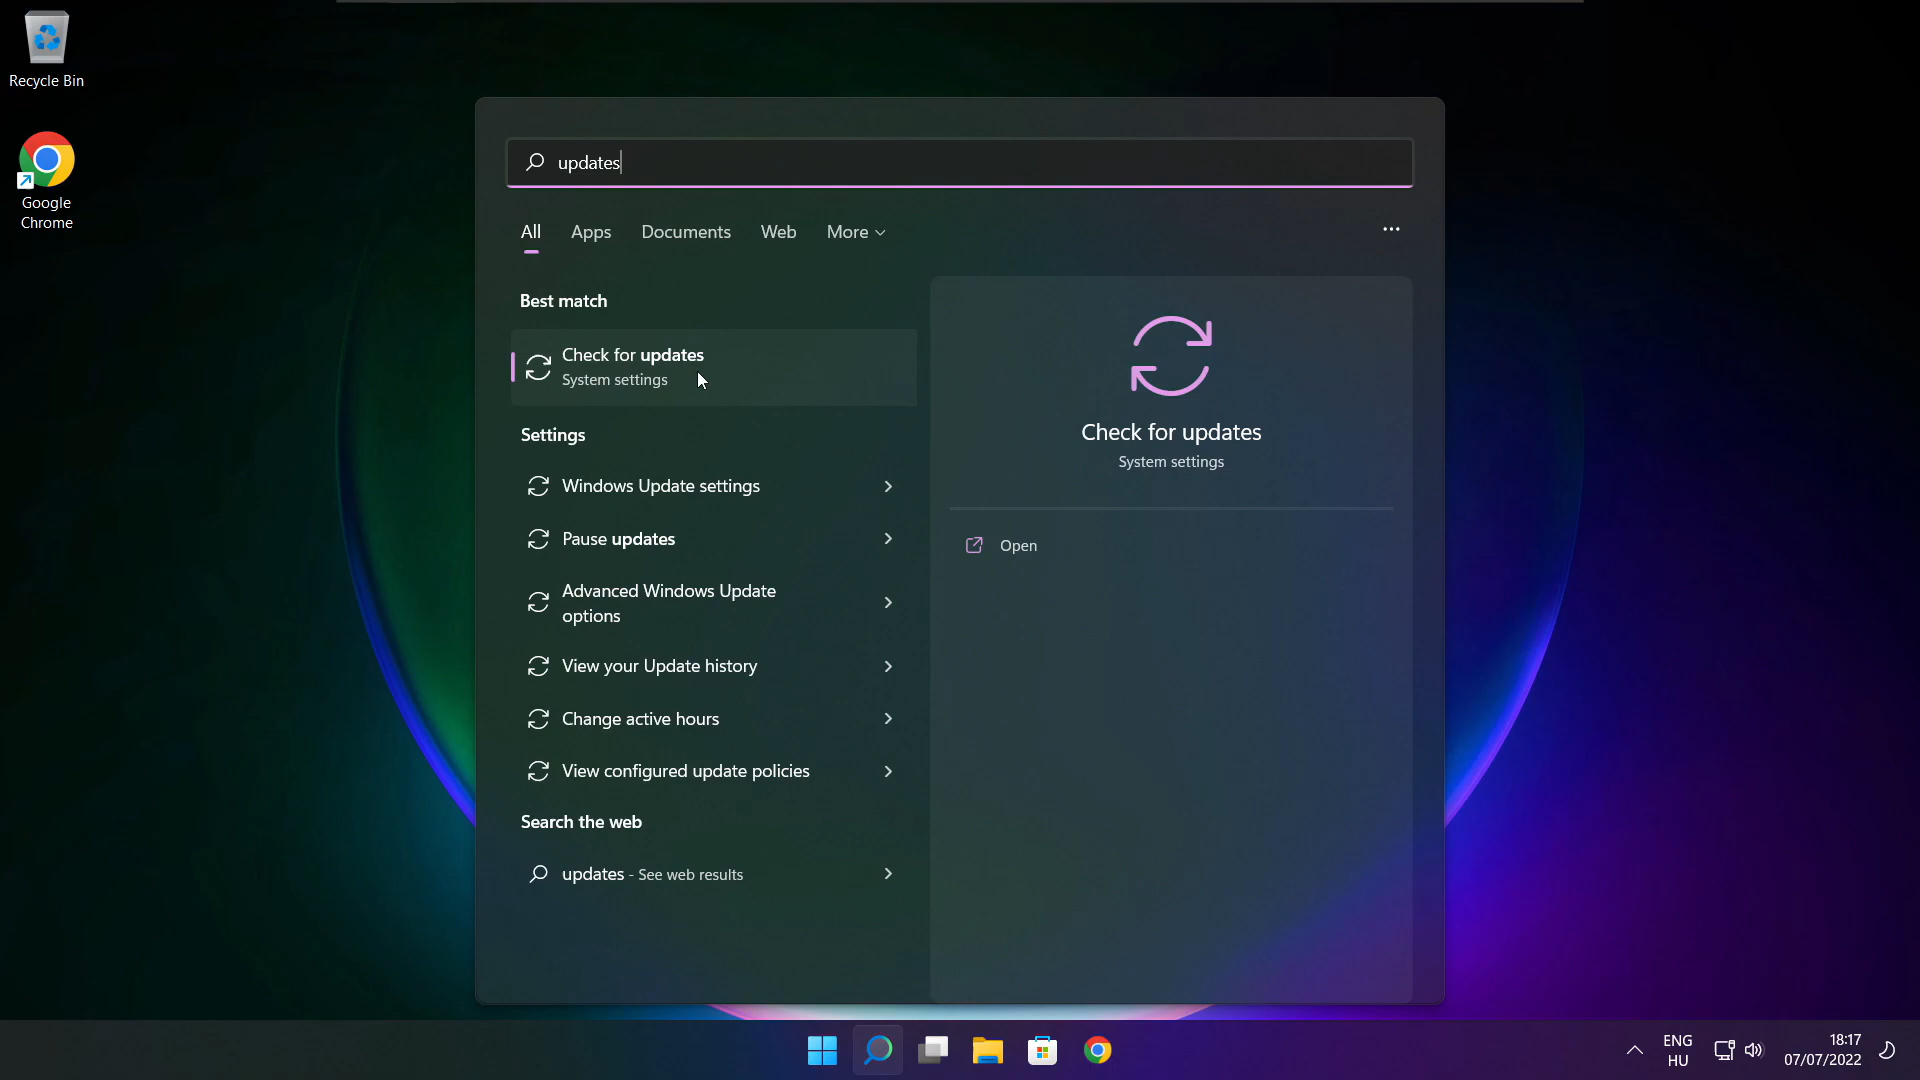 Recycle Bin
Google
Chrome
updates
All Apps Documents Web More
Best match
Check for updates
System settings
Settings
Windows Update settings
Pause updates
Advanced Windows Update
options
View your Update history
Change active hours
View configured update policies
Search the web
updates - See web results
Check for updates
System settings
Open
ENG
HU
18:17
07/07/2022